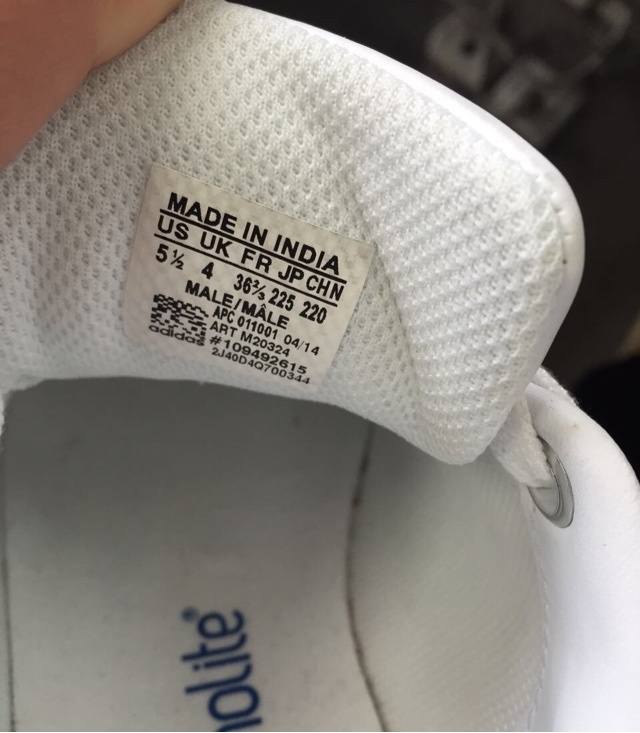 MADE IN INDIA
US UK FR JP CHN
5½ 4 36⅔ 225 220
MALE/MÂLE
APC 011001 04/14
ART M20324
#109492615
2J40D4Q700344
adidas
nolite®